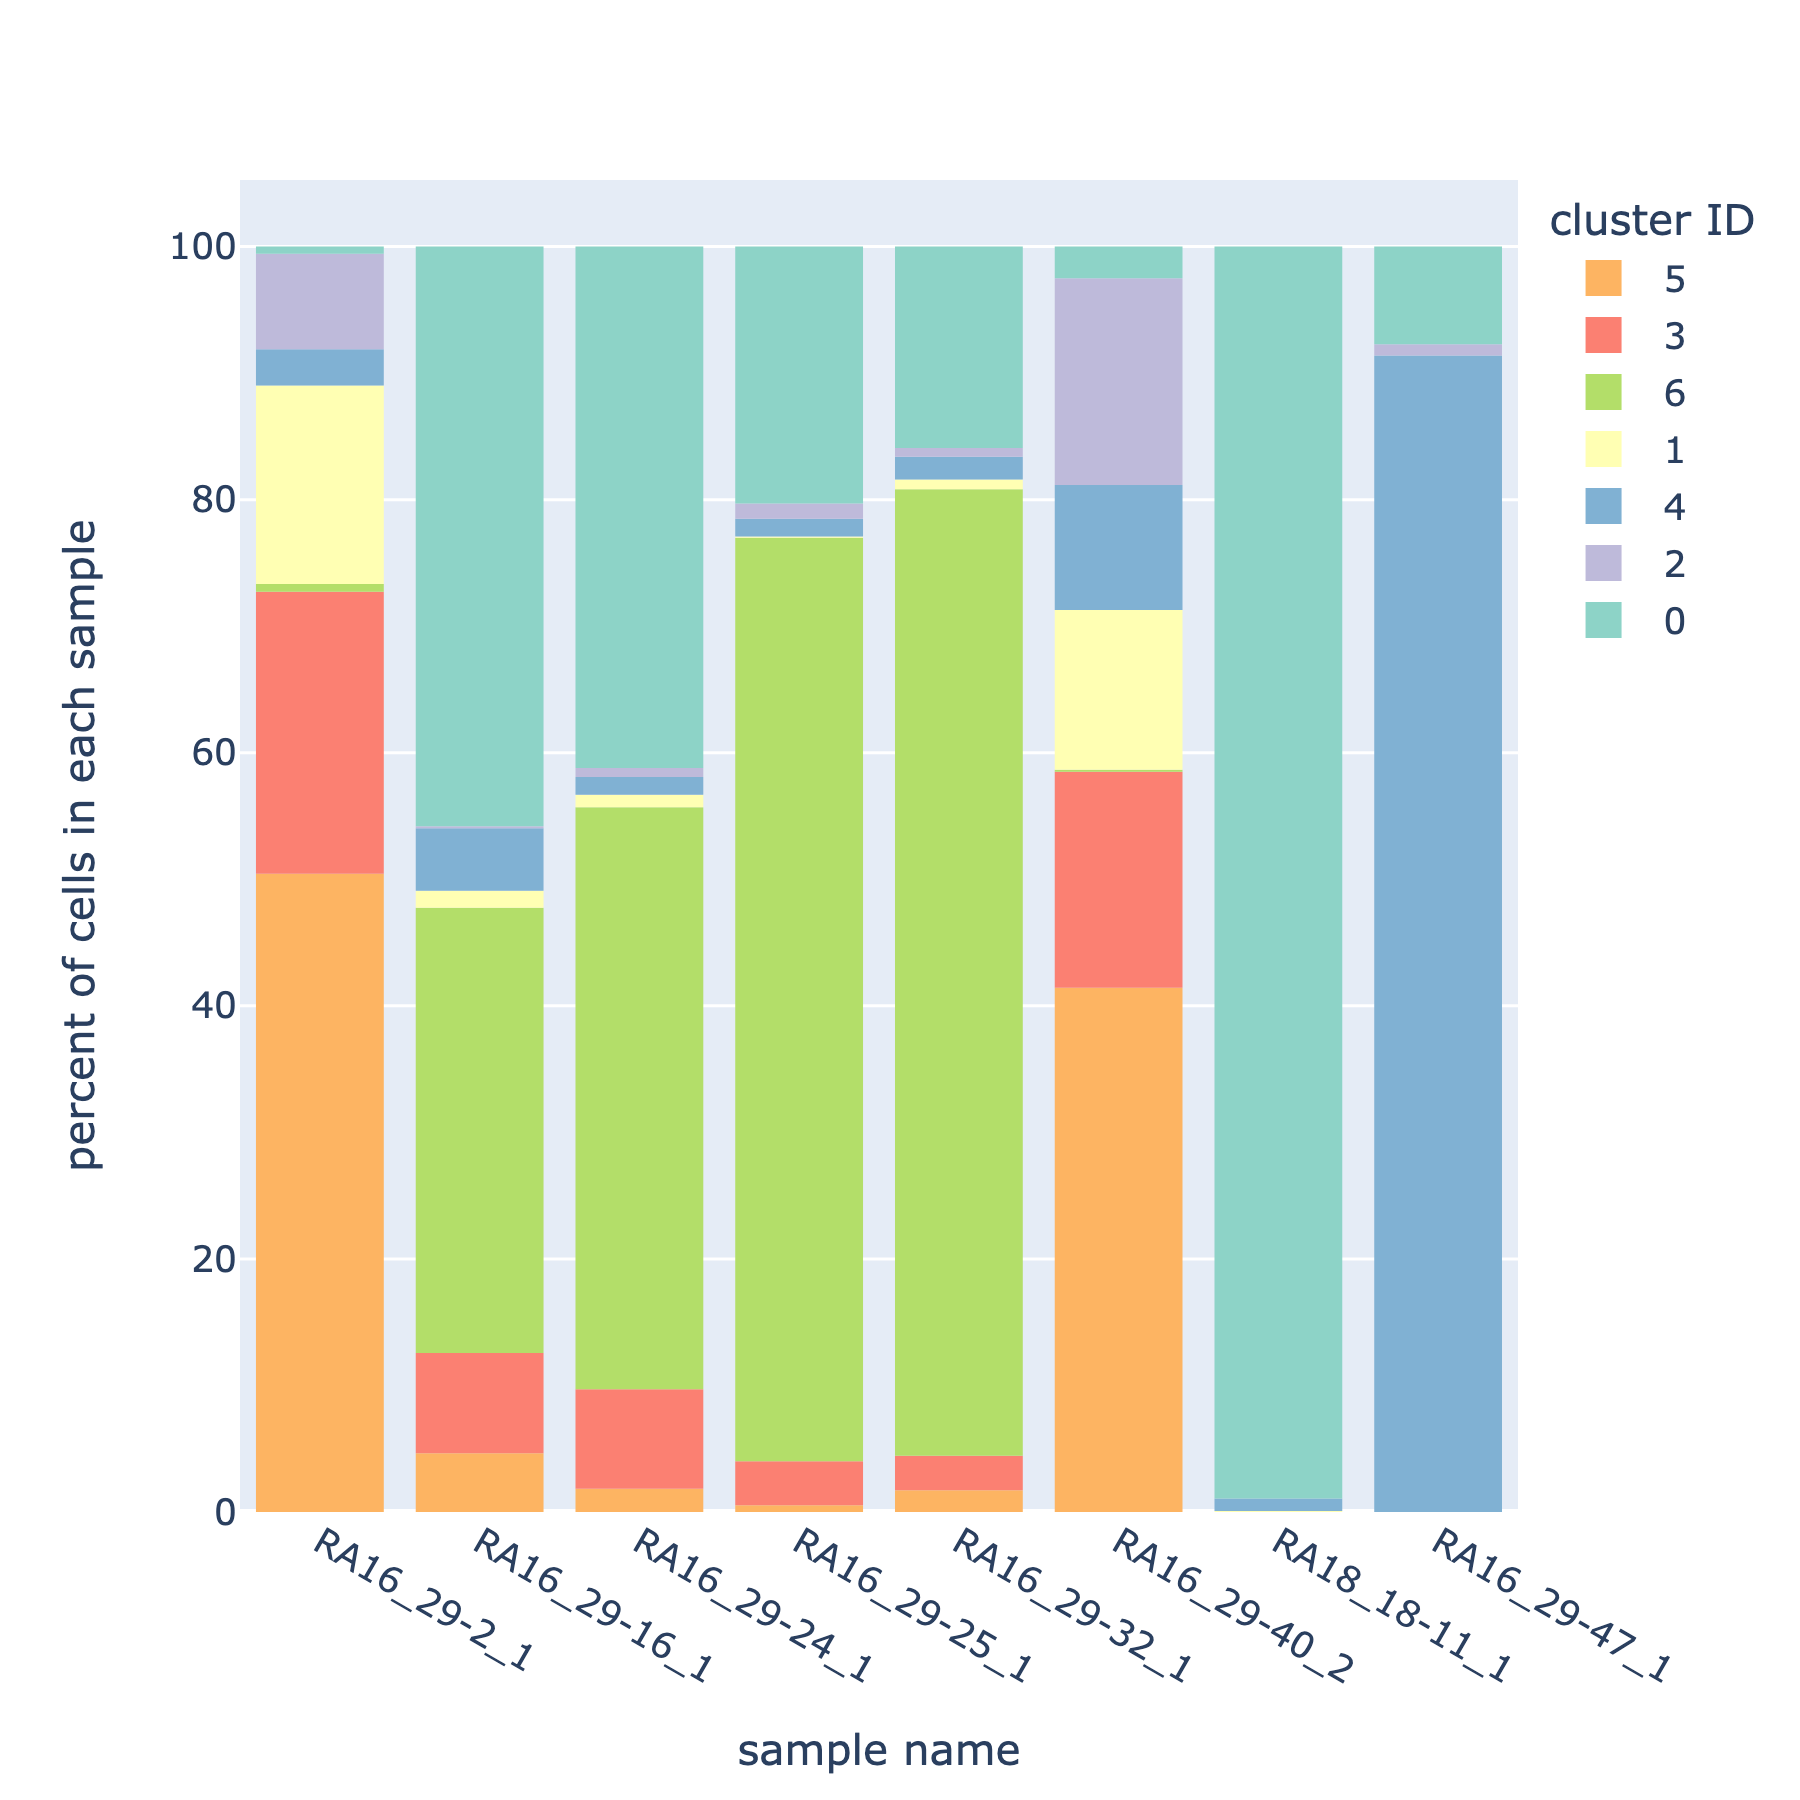 cluster ID
5
3
6
1
4
2
0
percent of cells in each sample
100
80
60
40
20
0
RA16_29-2_1
RA16_29-16_1
RA16_29-24_1
RA16_29-25_1
RA16_29-32_1
RA16_29-40_2
RA18_18-11_1
RA16_29-47_1
sample name